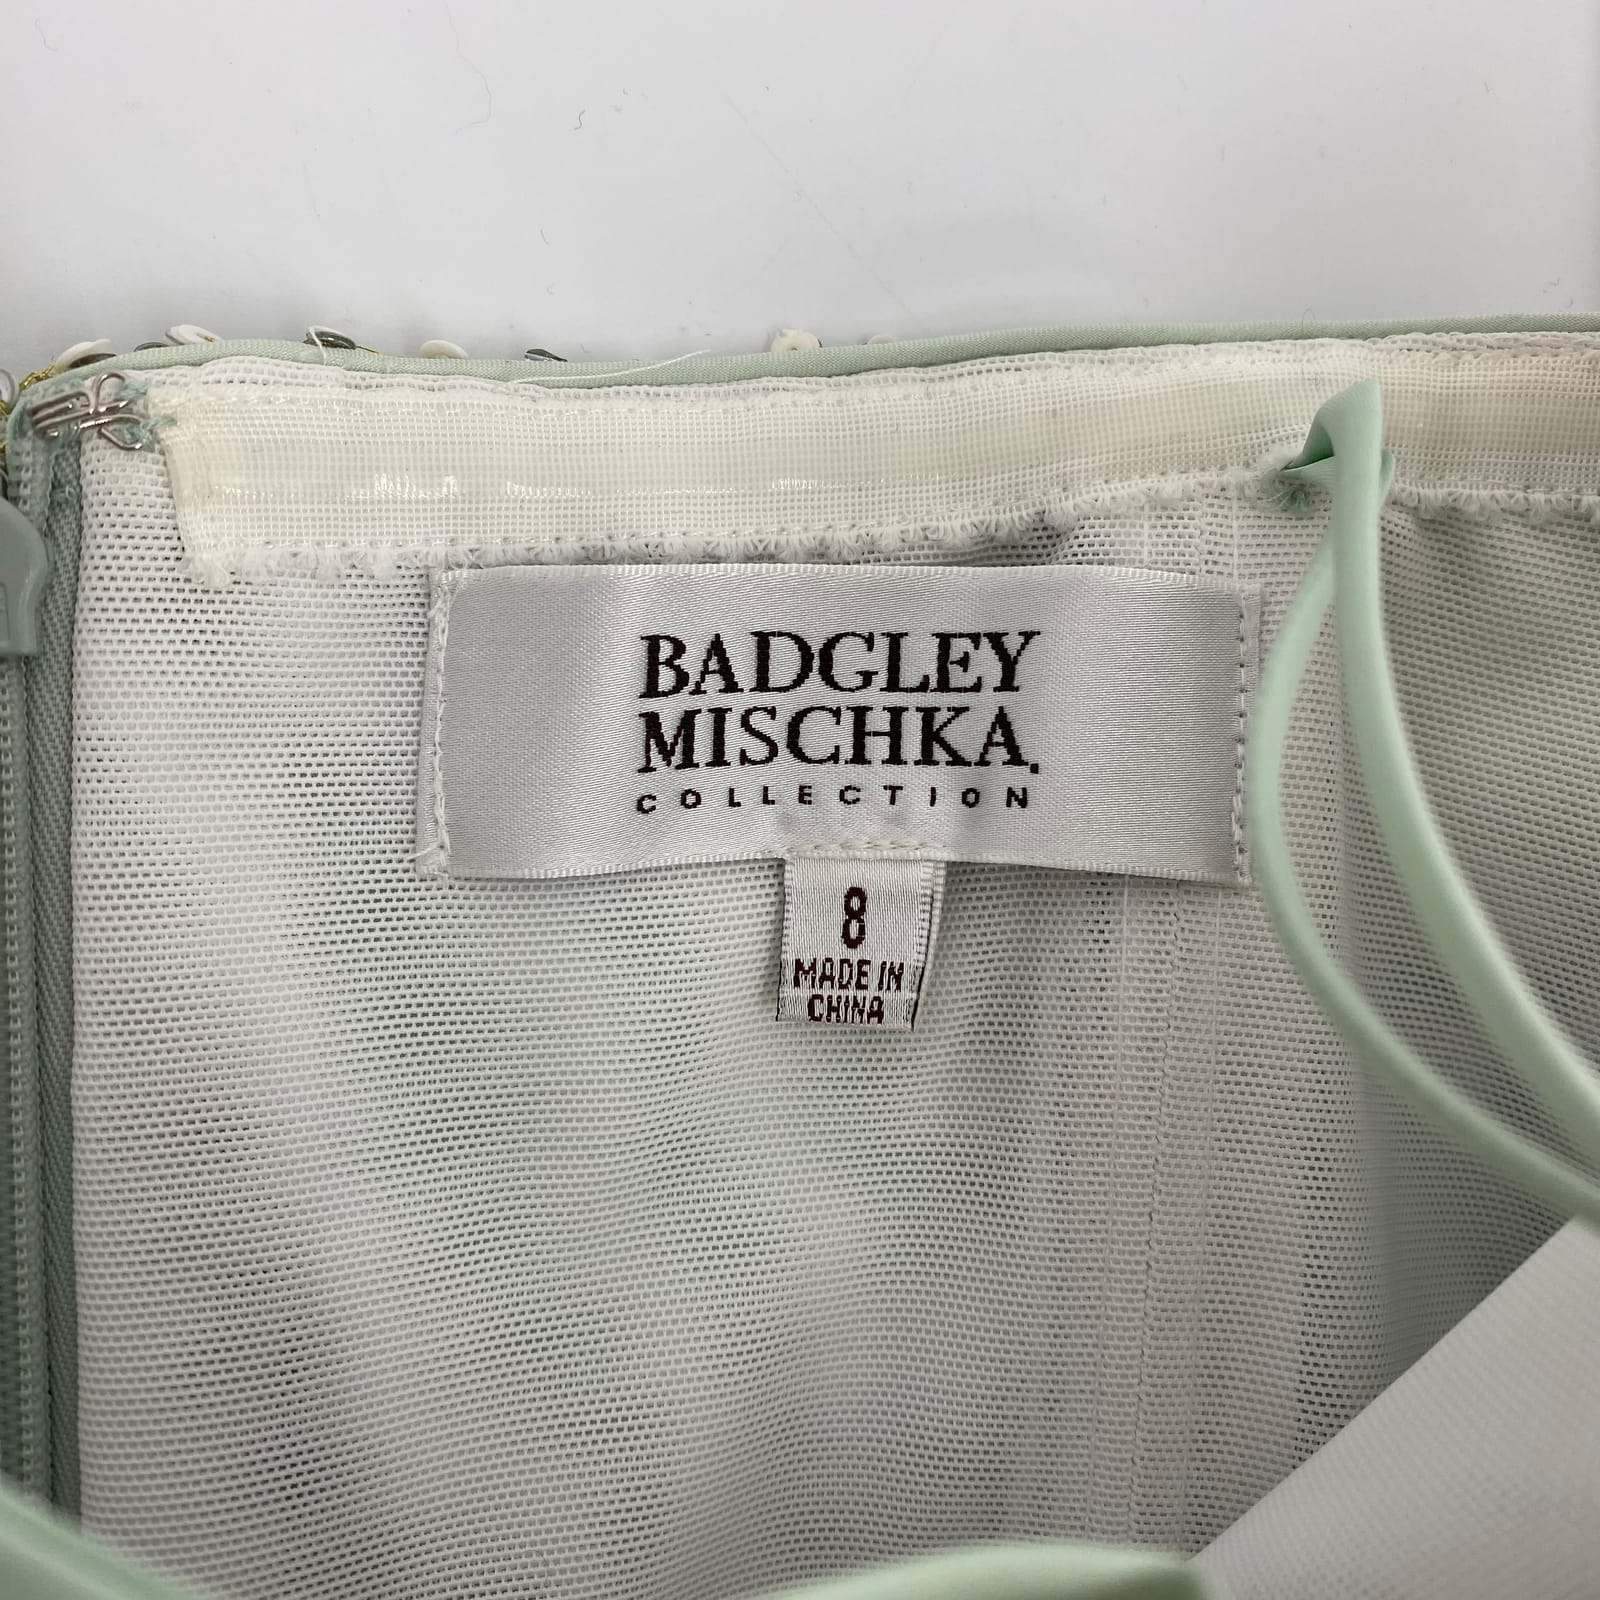 BADGLEY
MISCHKA.
COLLECTION
8
MADE IN
CHINA